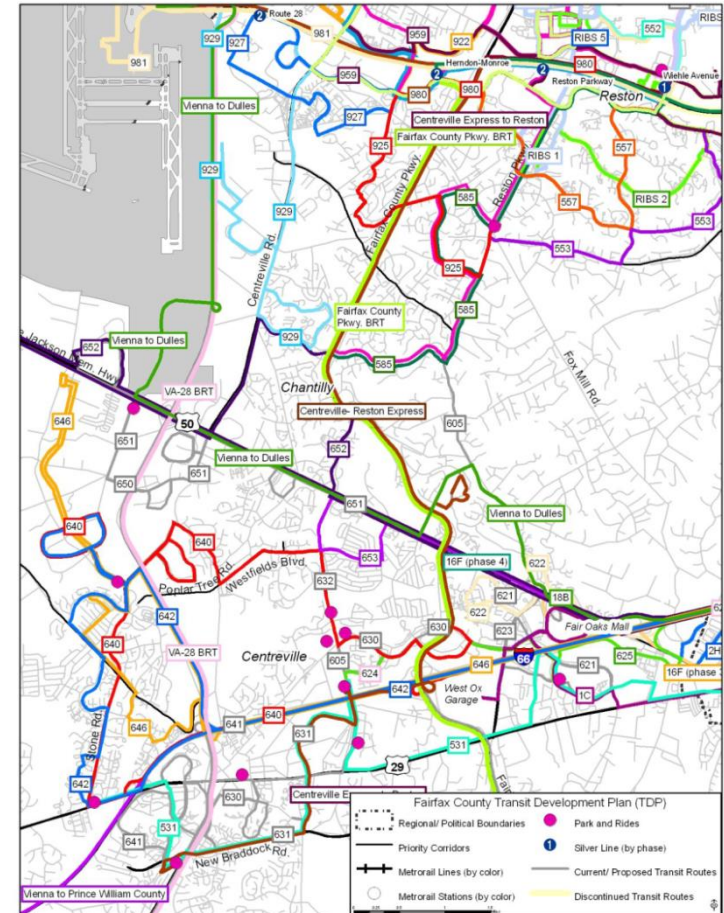 2
Route 28
929
927
981
981
959
922
RIBS 5
552
980
Herndon-Monroe
2
2
980
Wiehle Avenue
959
980
Reston Parkway
1
Reston
Vienna to Dulles
927
Centreville Express to Reston
Fairfax County Pkwy. BRT
925
RIBS 1
557
929
Reston Pkwy.
RIBS 2
Fairfax County Pkwy.
585
557
553
929
553
Centreville Rd.
925
Fairfax County
Pkwy. BRT
585
Vienna to Dulles
929
652
585
Fox Mill Rd.
VA-28 BRT
Chantilly
646
50
Centreville- Reston Express
605
651
652
Vienna to Dulles
651
650
651
Vienna to Dulles
640
640
653
16F (phase 4)
Poplar Tree Rd.
Westfields Blvd.
622
632
621
18B
642
622
Fair Oaks Mall
640
VA-28 BRT
Centreville
630
630
623
605
624
646
66
621
625
16F (phase
2H
642
West Ox
Garage
1C
646
641
640
631
531
Stone Rd.
642
29
630
531
641
631
New Braddock
Rd.
Vienna to Prince William County
Fairfax County Transit Development Plan (TDP)
Regional/ Political Boundaries
Park and Rides
Priority Corridors
1
Silver Line (by phase)
Metrorail Lines (by color)
Current/ Proposed Transit Routes
Metrorail Stations (by color)
Discontinued Transit Routes